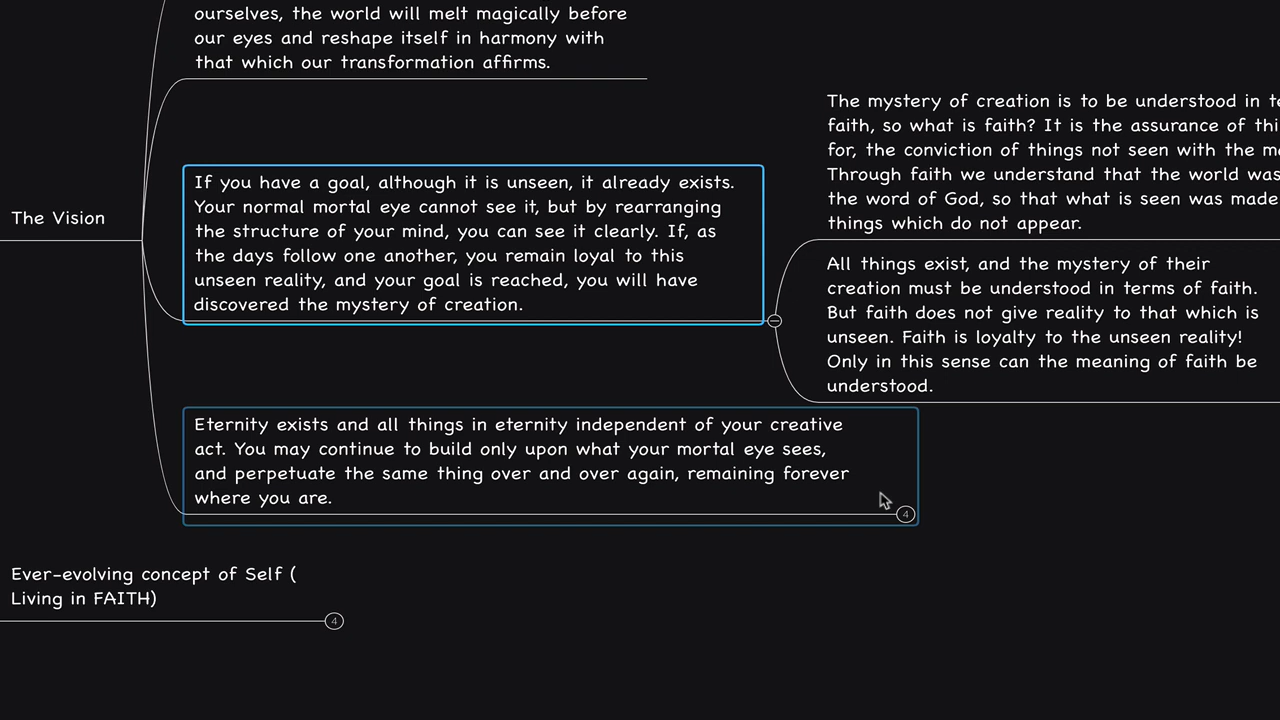 ourselves, the world will melt magically before
our eyes and reshape itself in harmony with
that which our transformation affirms.
The Vision
If you have a goal, although it is unseen, it already exists.
Your normal mortal eye cannot see it, but by rearranging
the structure of your mind, you can see it clearly. If, as
the days follow one another, you remain loyal to this
unseen reality, and your goal is reached, you will have
discovered the mystery of creation.
The mystery of creation is to be understood in
faith, so what is faith? It is the assurance of
for, the conviction of things not seen with the
Through faith we understand that the world was
the word of God, so that what is seen was made
things which do not appear.
All things exist, and the mystery of their
creation must be understood in terms of faith.
But faith does not give reality to that which is
unseen. Faith is loyalty to the unseen reality!
Only in this sense can the meaning of faith be
understood.
Eternity exists and all things in eternity independent of your creative
act. You may continue to build only upon what your mortal eye sees,
and perpetuate the same thing over and over again, remaining forever
where you are.
4
Ever-evolving concept of Self (
Living in FAITH)
4